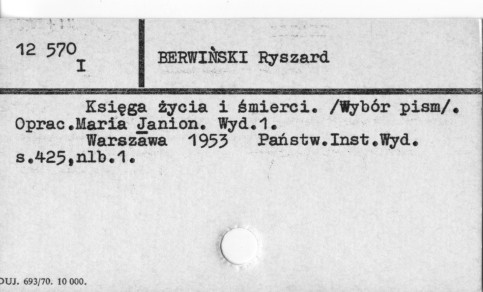 12 570
I
BERWIŃSKI Ryszard
Księga życia i śmierci. /Wybór pism/.
Oprac.Maria Janion. Wyd.1.
Warszawa 1953 Państw.Inst.Wyd.
s.425,nlb.1.
DUJ. 693/70. 10 000.